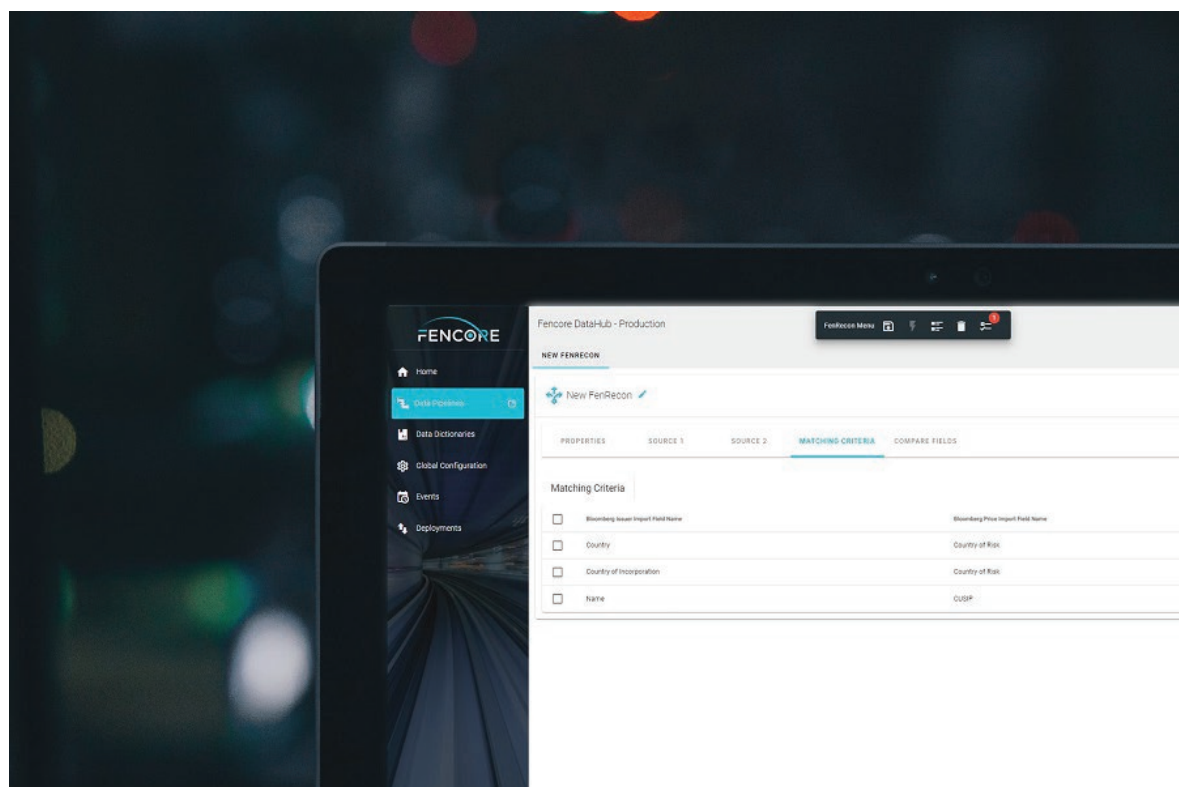 FENCORE
Home
Data Pipelines
Data Dictionaries
Global Configuration
Events
Deployments
Fencore DataHub - Production
FenRecon Menu
1
NEW FENRECON
New FenRecon
PROPERTIES SOURCE 1 SOURCE 2 MATCHING CRITERIA COMPARE FIELDS
Matching Criteria
Bloomberg Issuer Import Field Name Bloomberg Price Import Field Name
Country Country of Risk
Country of Incorporation Country of Risk
Name CUSIP